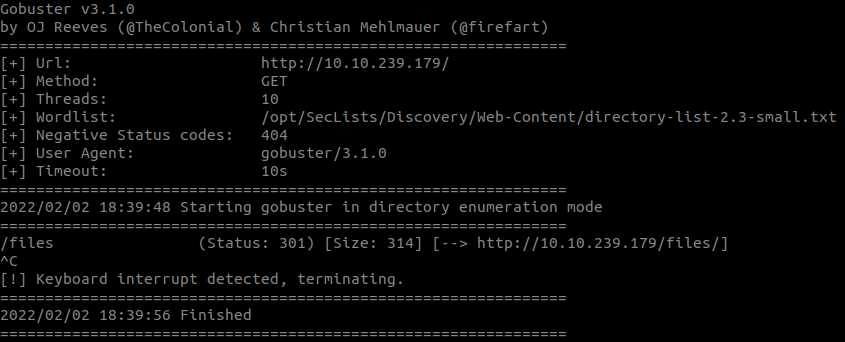 Gobuster v3.1.0
by OJ Reeves (@TheColonial) & Christian Mehlmauer (@firefart)
===============================================================
[+] Url:                     http://10.10.239.179/
[+] Method:                  GET
[+] Threads:                 10
[+] Wordlist:                /opt/SecLists/Discovery/Web-Content/directory-list-2.3-small.txt
[+] Negative Status codes:   404
[+] User Agent:              gobuster/3.1.0
[+] Timeout:                 10s
===============================================================
2022/02/02 18:39:48 Starting gobuster in directory enumeration mode
===============================================================
/files                (Status: 301) [Size: 314] [--> http://10.10.239.179/files/]
^C
[!] Keyboard interrupt detected, terminating.
===============================================================
2022/02/02 18:39:56 Finished
===============================================================